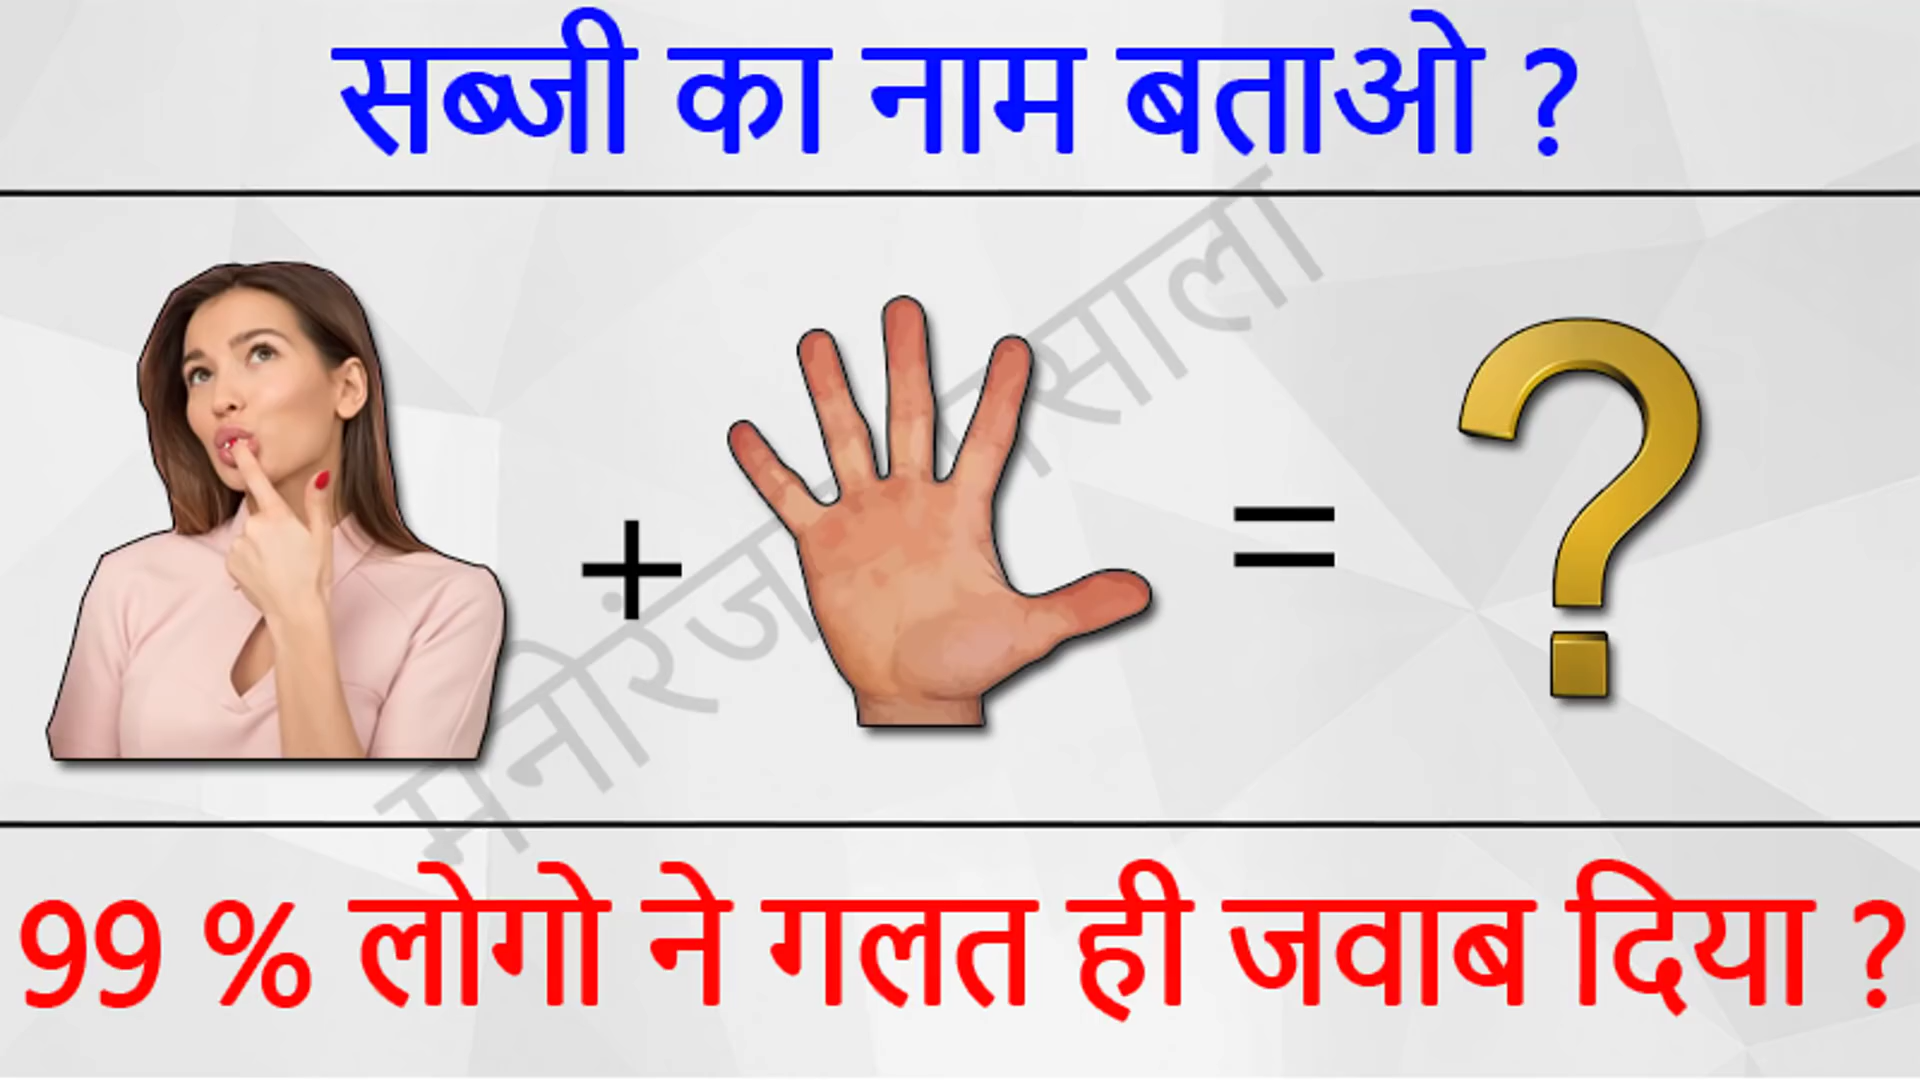 सब्जी का नाम बताओ ?
99 % लोगो ने गलत ही जवाब दिया ?